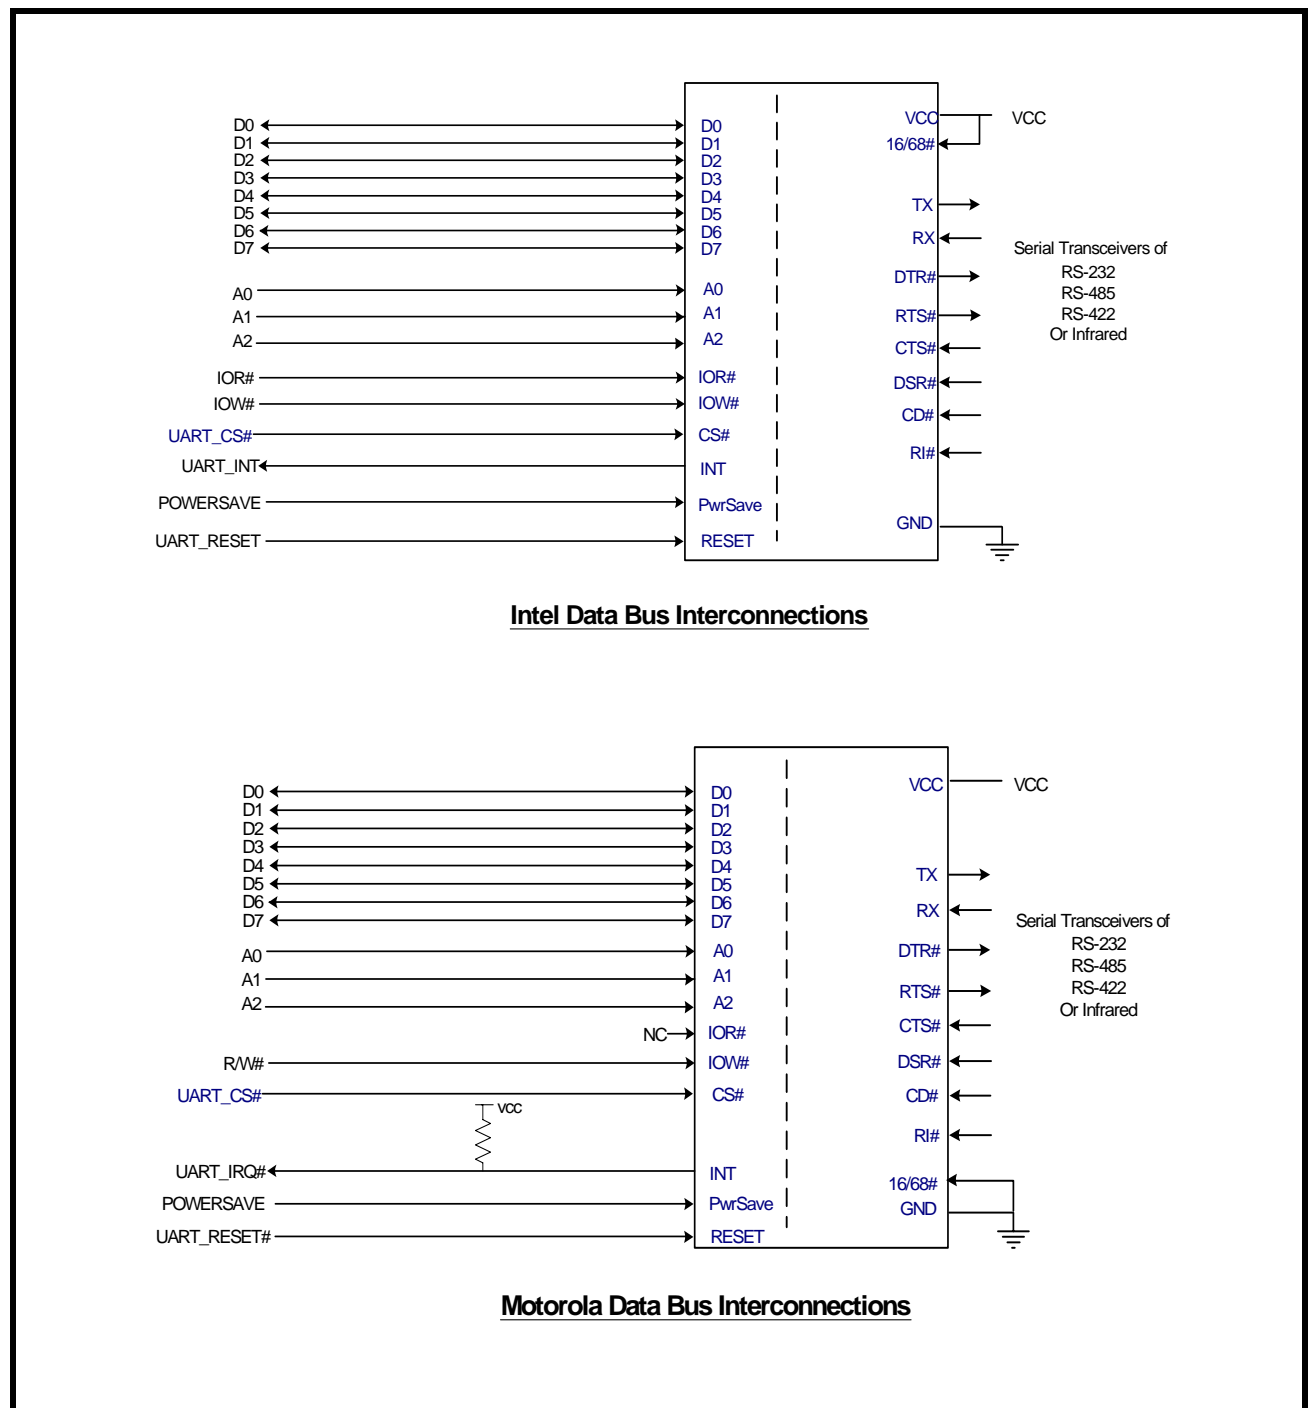 D0 D0 VCC VCC
D1 D1 16/68#
D2 D2
D3 D3
D4 D4 TX
D5 D5
D6 D6 RX
D7 D7 Serial Transceivers of
RS-232
DTR#
A0 A0 RS-485
A1 A1 RTS# RS-422
A2 A2 CTS# Or Infrared
IOR# IOR# DSR#
IOW# IOW# CD#
UART_CS# CS#
UART_INT INT RI#
POWERSAVE PwrSave
GND
UART_RESET RESET
Intel Data Bus Interconnections
D0 D0 VCC VCC
D1 D1
D2 D2
D3 D3
D4 D4 TX
D5 D5
D6 D6 RX
D7 D7 Serial Transceivers of
A0 A0 DTR# RS-232
RS-485
A1 A1 RTS# RS-422
A2 A2 Or Infrared
NC IOR# CTS#
R/W# IOW# DSR#
UART_CS# CS# CD#
VCC
RI#
UART_IRQ# INT 16/68#
POWERSAVE PwrSave GND
UART_RESET# RESET
Motorola Data Bus Interconnections